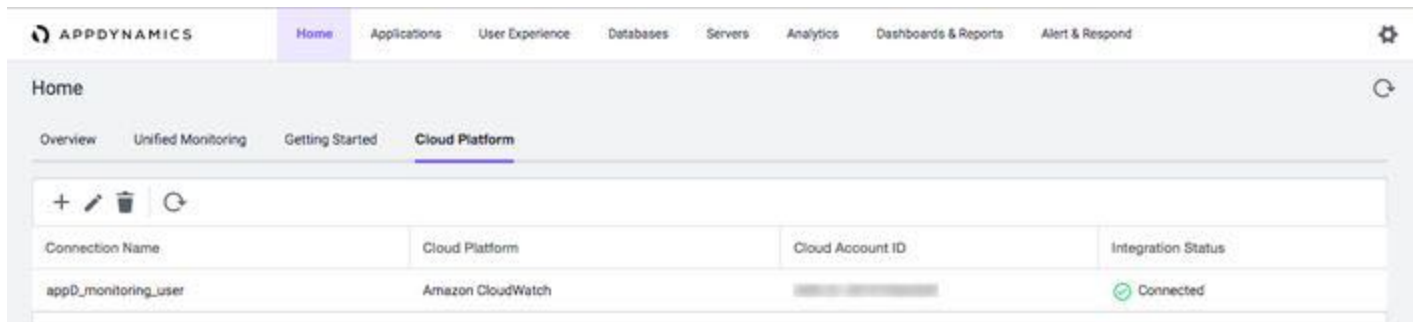 APPDYNAMICS Home Applications User Experience Databases Servers Analytics Dashboards & Reports Alert & Respond
Home
Overview Unified Monitoring Getting Started Cloud Platform
Connection Name Cloud Platform Cloud Account ID Integration Status
appD_monitoring_user Amazon CloudWatch Connected